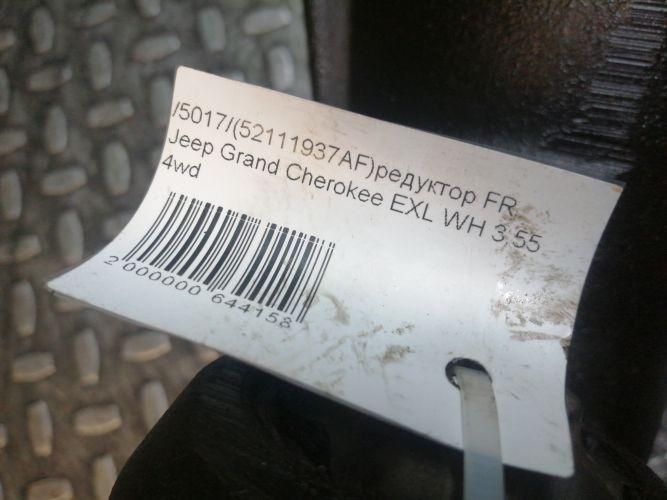 /5017/(52111937AF)редуктор FR
Jeep Grand Cherokee EXL WH 3.55
4wd
2 000000 644158